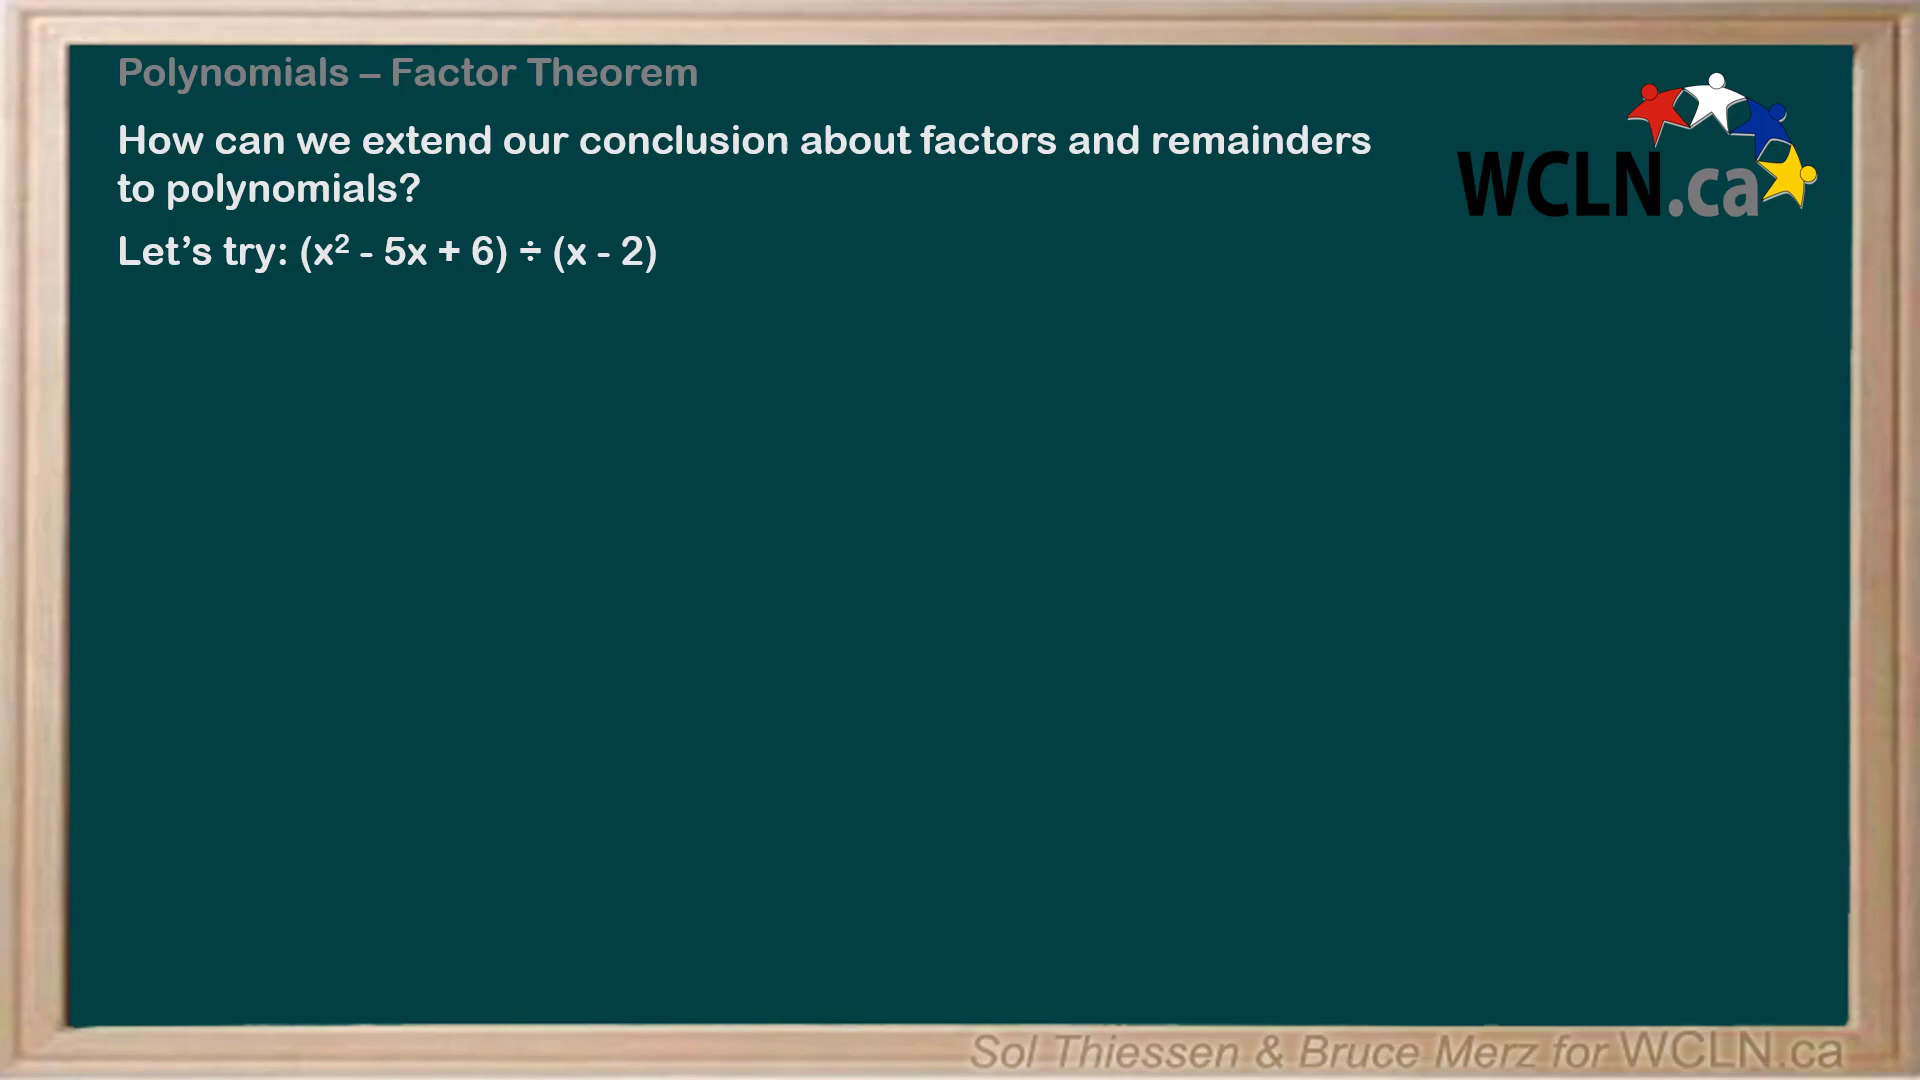 Polynomials – Factor Theorem
WCLN.ca
How can we extend our conclusion about factors and remainders
to polynomials?
Let’s try: (x² - 5x + 6) ÷ (x - 2)
Sol Thiessen & Bruce Merz for WCLN.ca